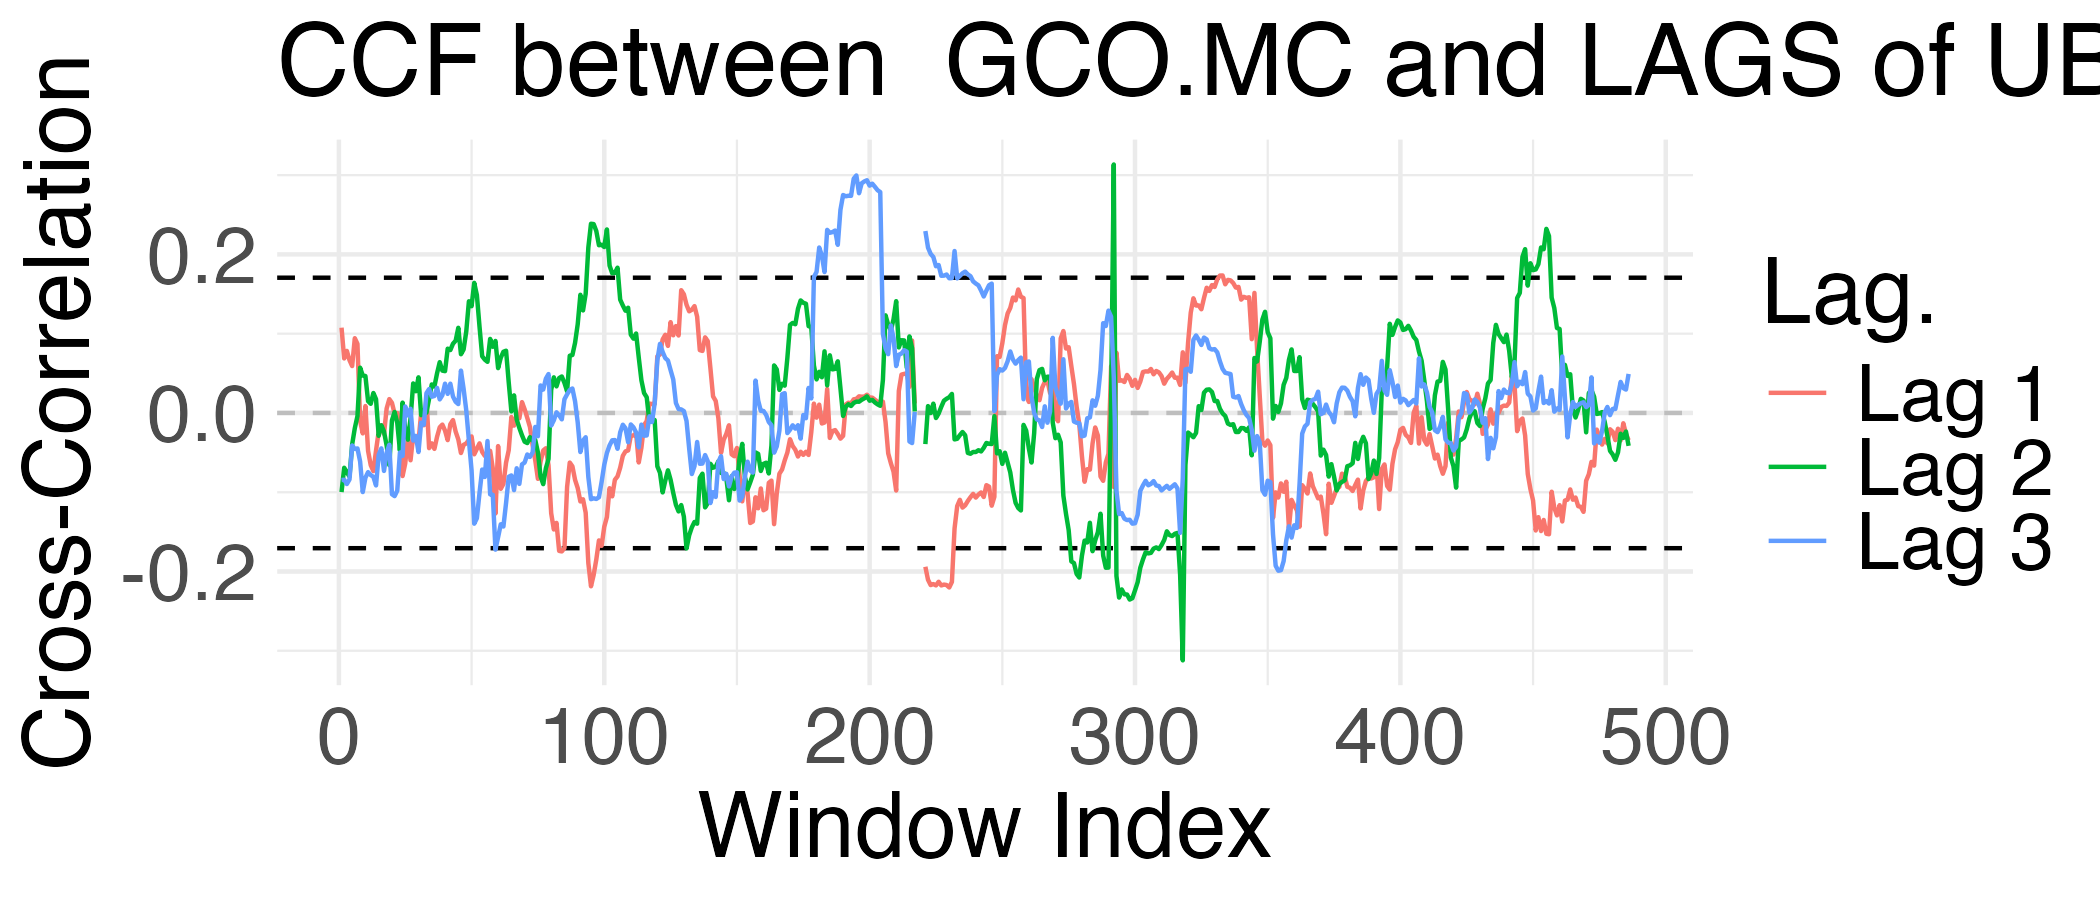 CCF between GCO.MC and LAGS of UB
Cross-Correlation
0.2
0.0
-0.2
0
100
200
300
400
500
Window Index
Lag.
Lag 1
Lag 2
Lag 3